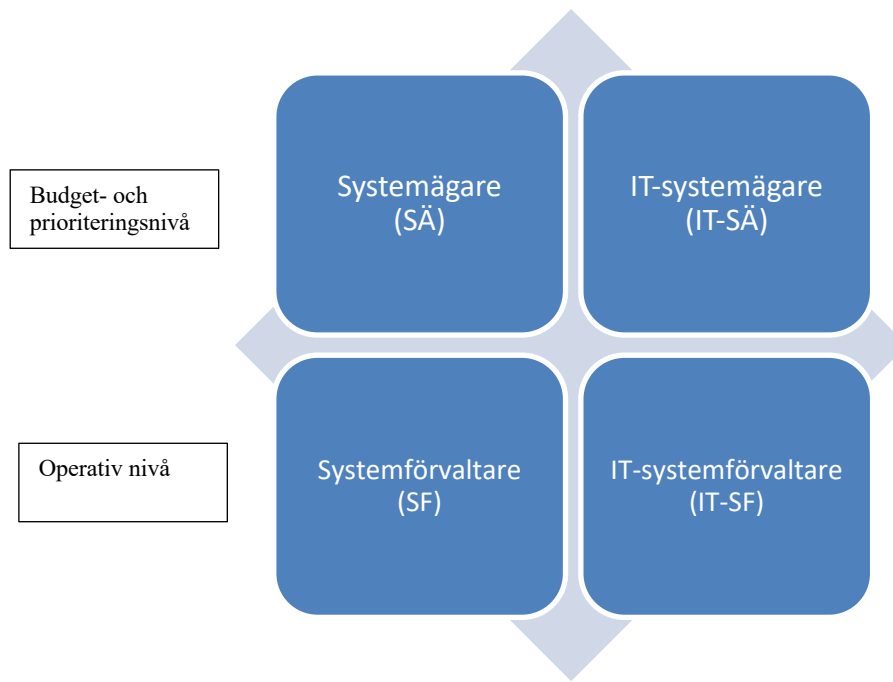 Budget- och
prioriteringsnivå
Systemägare
(SÄ)
IT-systemägare
(IT-SÄ)
Operativ nivå
Systemförvaltare
(SF)
IT-systemförvaltare
(IT-SF)